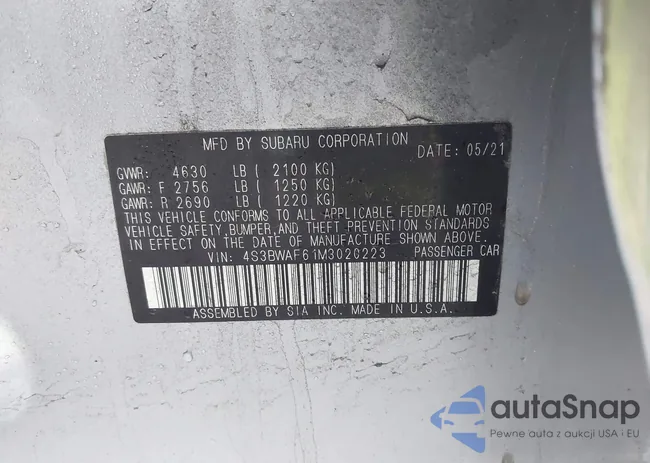 MFD BY SUBARU CORPORATION
DATE: 05/21
GVWR: 4630 LB ( 2100 KG)
GAWR: F 2756 LB ( 1250 KG)
GAWR: R 2690 LB ( 1220 KG)
THIS VEHICLE CONFORMS TO ALL APPLICABLE FEDERAL MOTOR
VEHICLE SAFETY, BUMPER, AND THEFT PREVENTION STANDARDS
IN EFFECT ON THE DATE OF MANUFACTURE SHOWN ABOVE.
VIN: 4S3BWAF61M3020223 PASSENGER CAR
ASSEMBLED BY SIA INC. MADE IN U.S.A.
autoSnap
Pewne auta z aukcji USA i EU